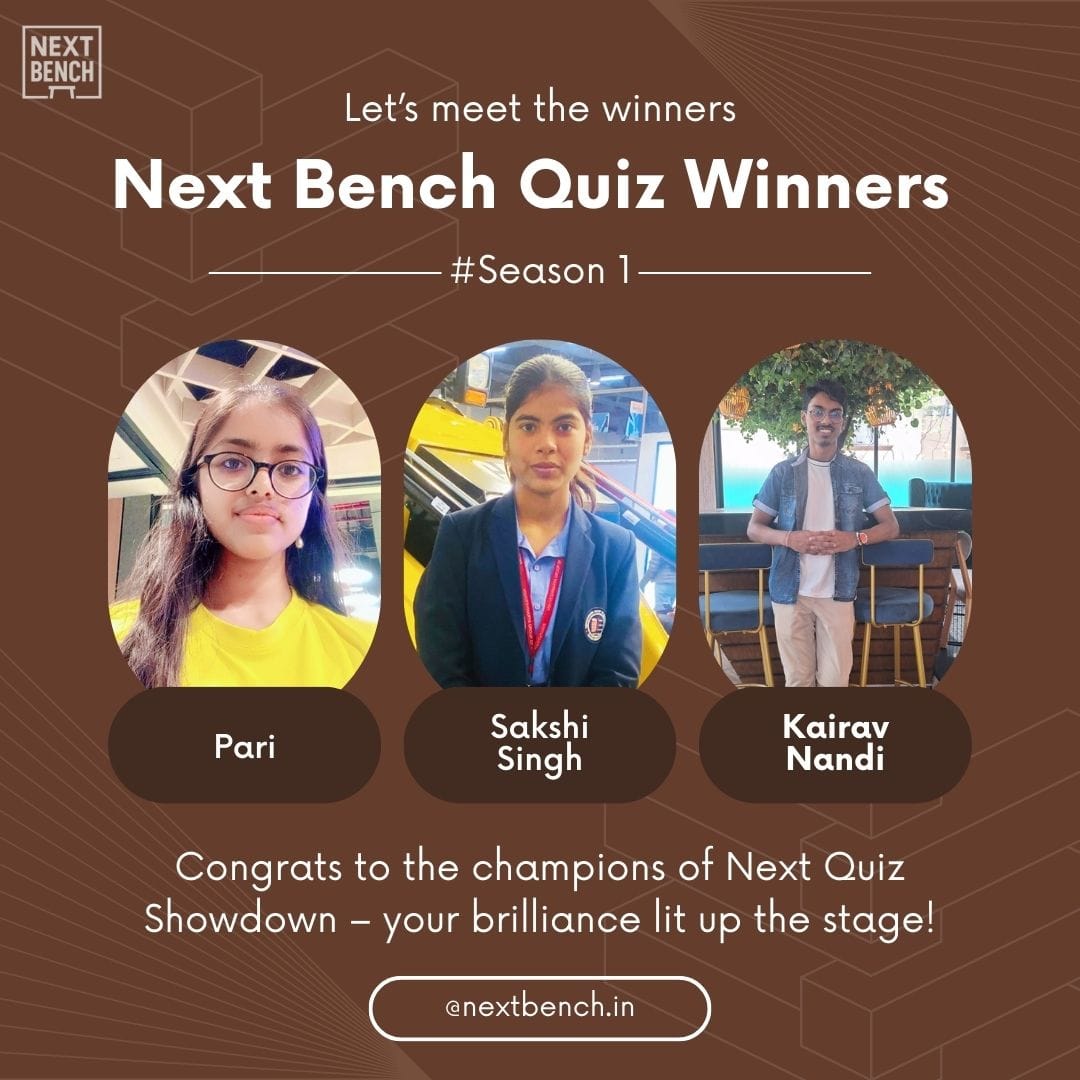 NEXT
BENCH
Let’s meet the winners
Next Bench Quiz Winners
#Season 1
Pari
Sakshi
Singh
Kairav
Nandi
Congrats to the champions of Next Quiz
Showdown – your brilliance lit up the stage!
@nextbench.in